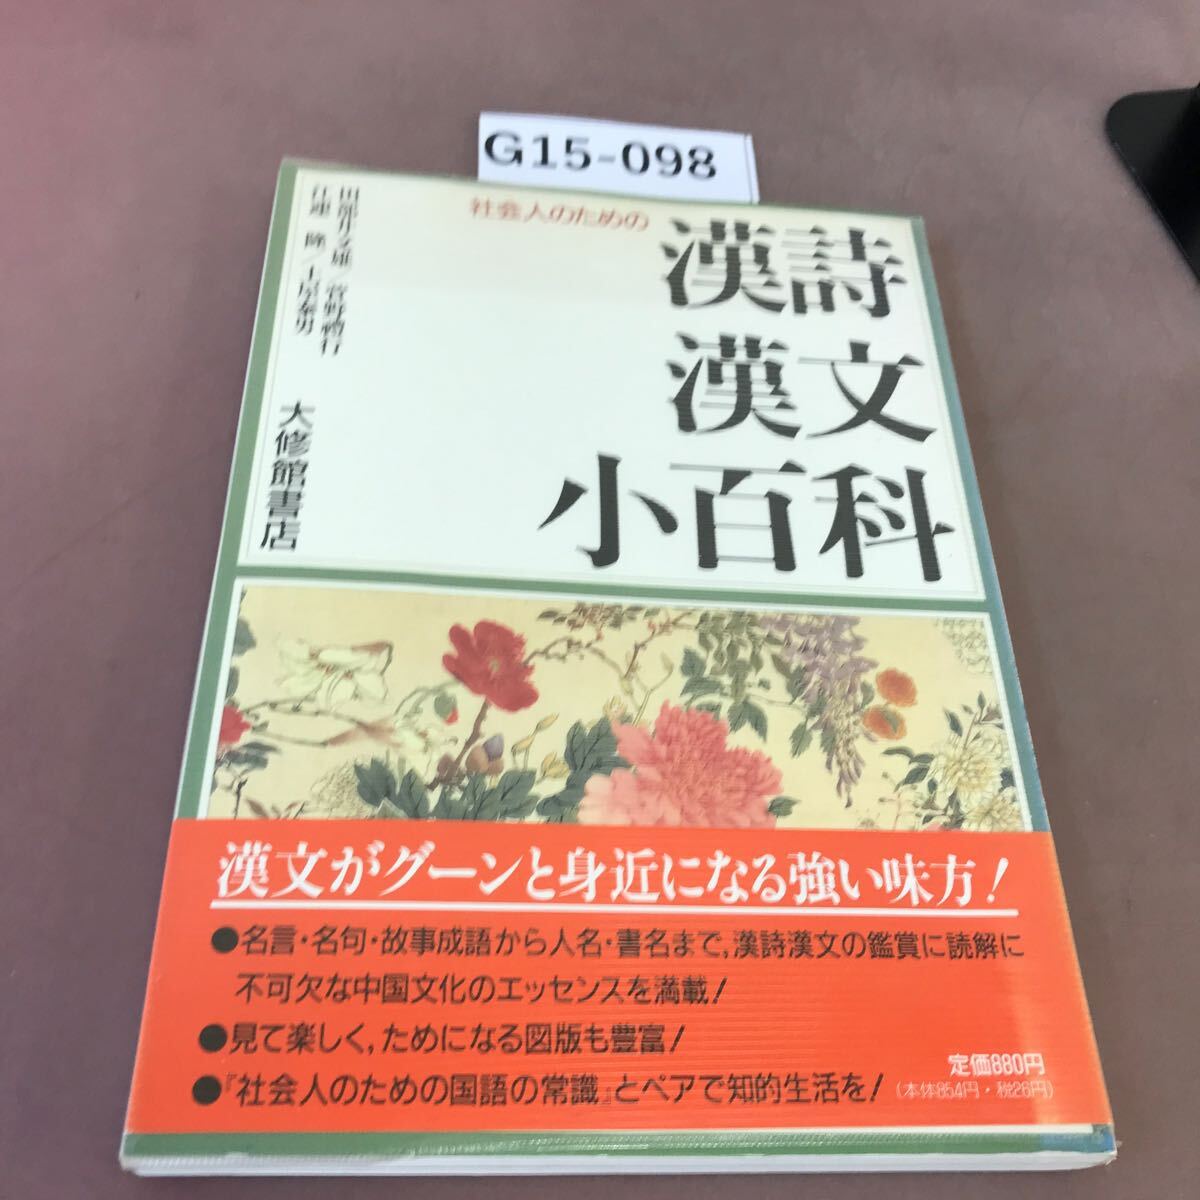 G15-098
社会人のための
漢詩
漢文
小百科
田部井文雄/菅野禮行
江連 隆/土屋泰男
大修館書店
漢文がグーンと身近になる強い味方!
●名言・名句・故事成語から人名・書名まで,漢詩漢文の鑑賞に読解に
不可欠な中国文化のエッセンスを満載!
●見て楽しく,ためになる図版も豊富!
●『社会人のための国語の常識』とペアで知的生活を!
定価880円
(本体854円・税26円)